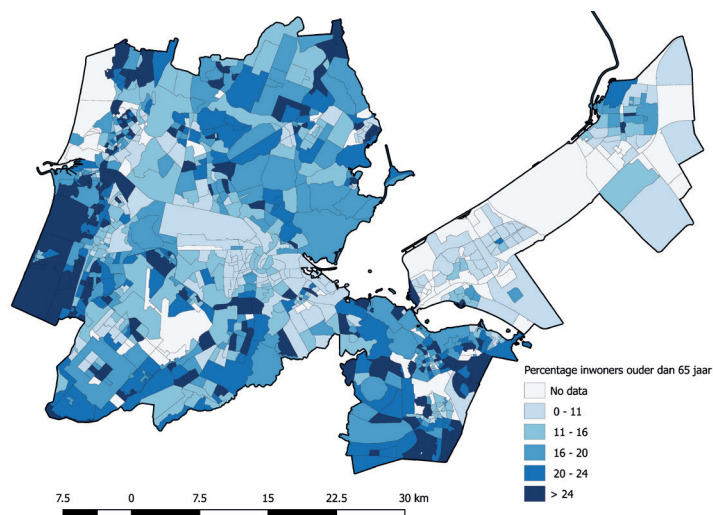 Percentage inwoners ouder dan 65 jaar
No data
0 - 11
11 - 16
16 - 20
20 - 24
> 24
7.5 0 7.5 15 22.5 30 km